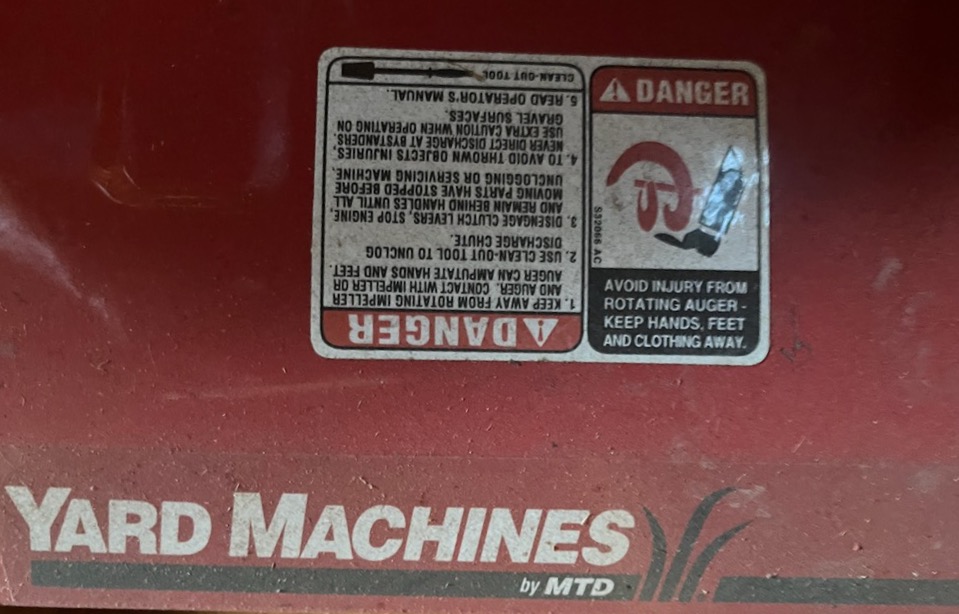 DANGER
1. KEEP AWAY FROM ROTATING IMPELLER
AND AUGER. CONTACT WITH IMPELLER OR
AUGER CAN AMPUTATE HANDS AND FEET.
2. USE CLEAN-OUT TOOL TO UNCLOG
DISCHARGE CHUTE.
3. DISENGAGE CLUTCH LEVERS, STOP ENGINE,
AND REMAIN BEHIND HANDLES UNTIL ALL
MOVING PARTS HAVE STOPPED BEFORE
UNCLOGGING OR SERVICING MACHINE.
4. TO AVOID THROWN OBJECTS INJURIES,
NEVER DIRECT DISCHARGE AT BYSTANDERS.
USE EXTRA CAUTION WHEN OPERATING ON
GRAVEL SURFACES.
5. READ OPERATOR'S MANUAL.
CLEAN-OUT TOOL
DANGER
S32066 AC
AVOID INJURY FROM
ROTATING AUGER -
KEEP HANDS, FEET
AND CLOTHING AWAY.
YARD MACHINES
by MTD